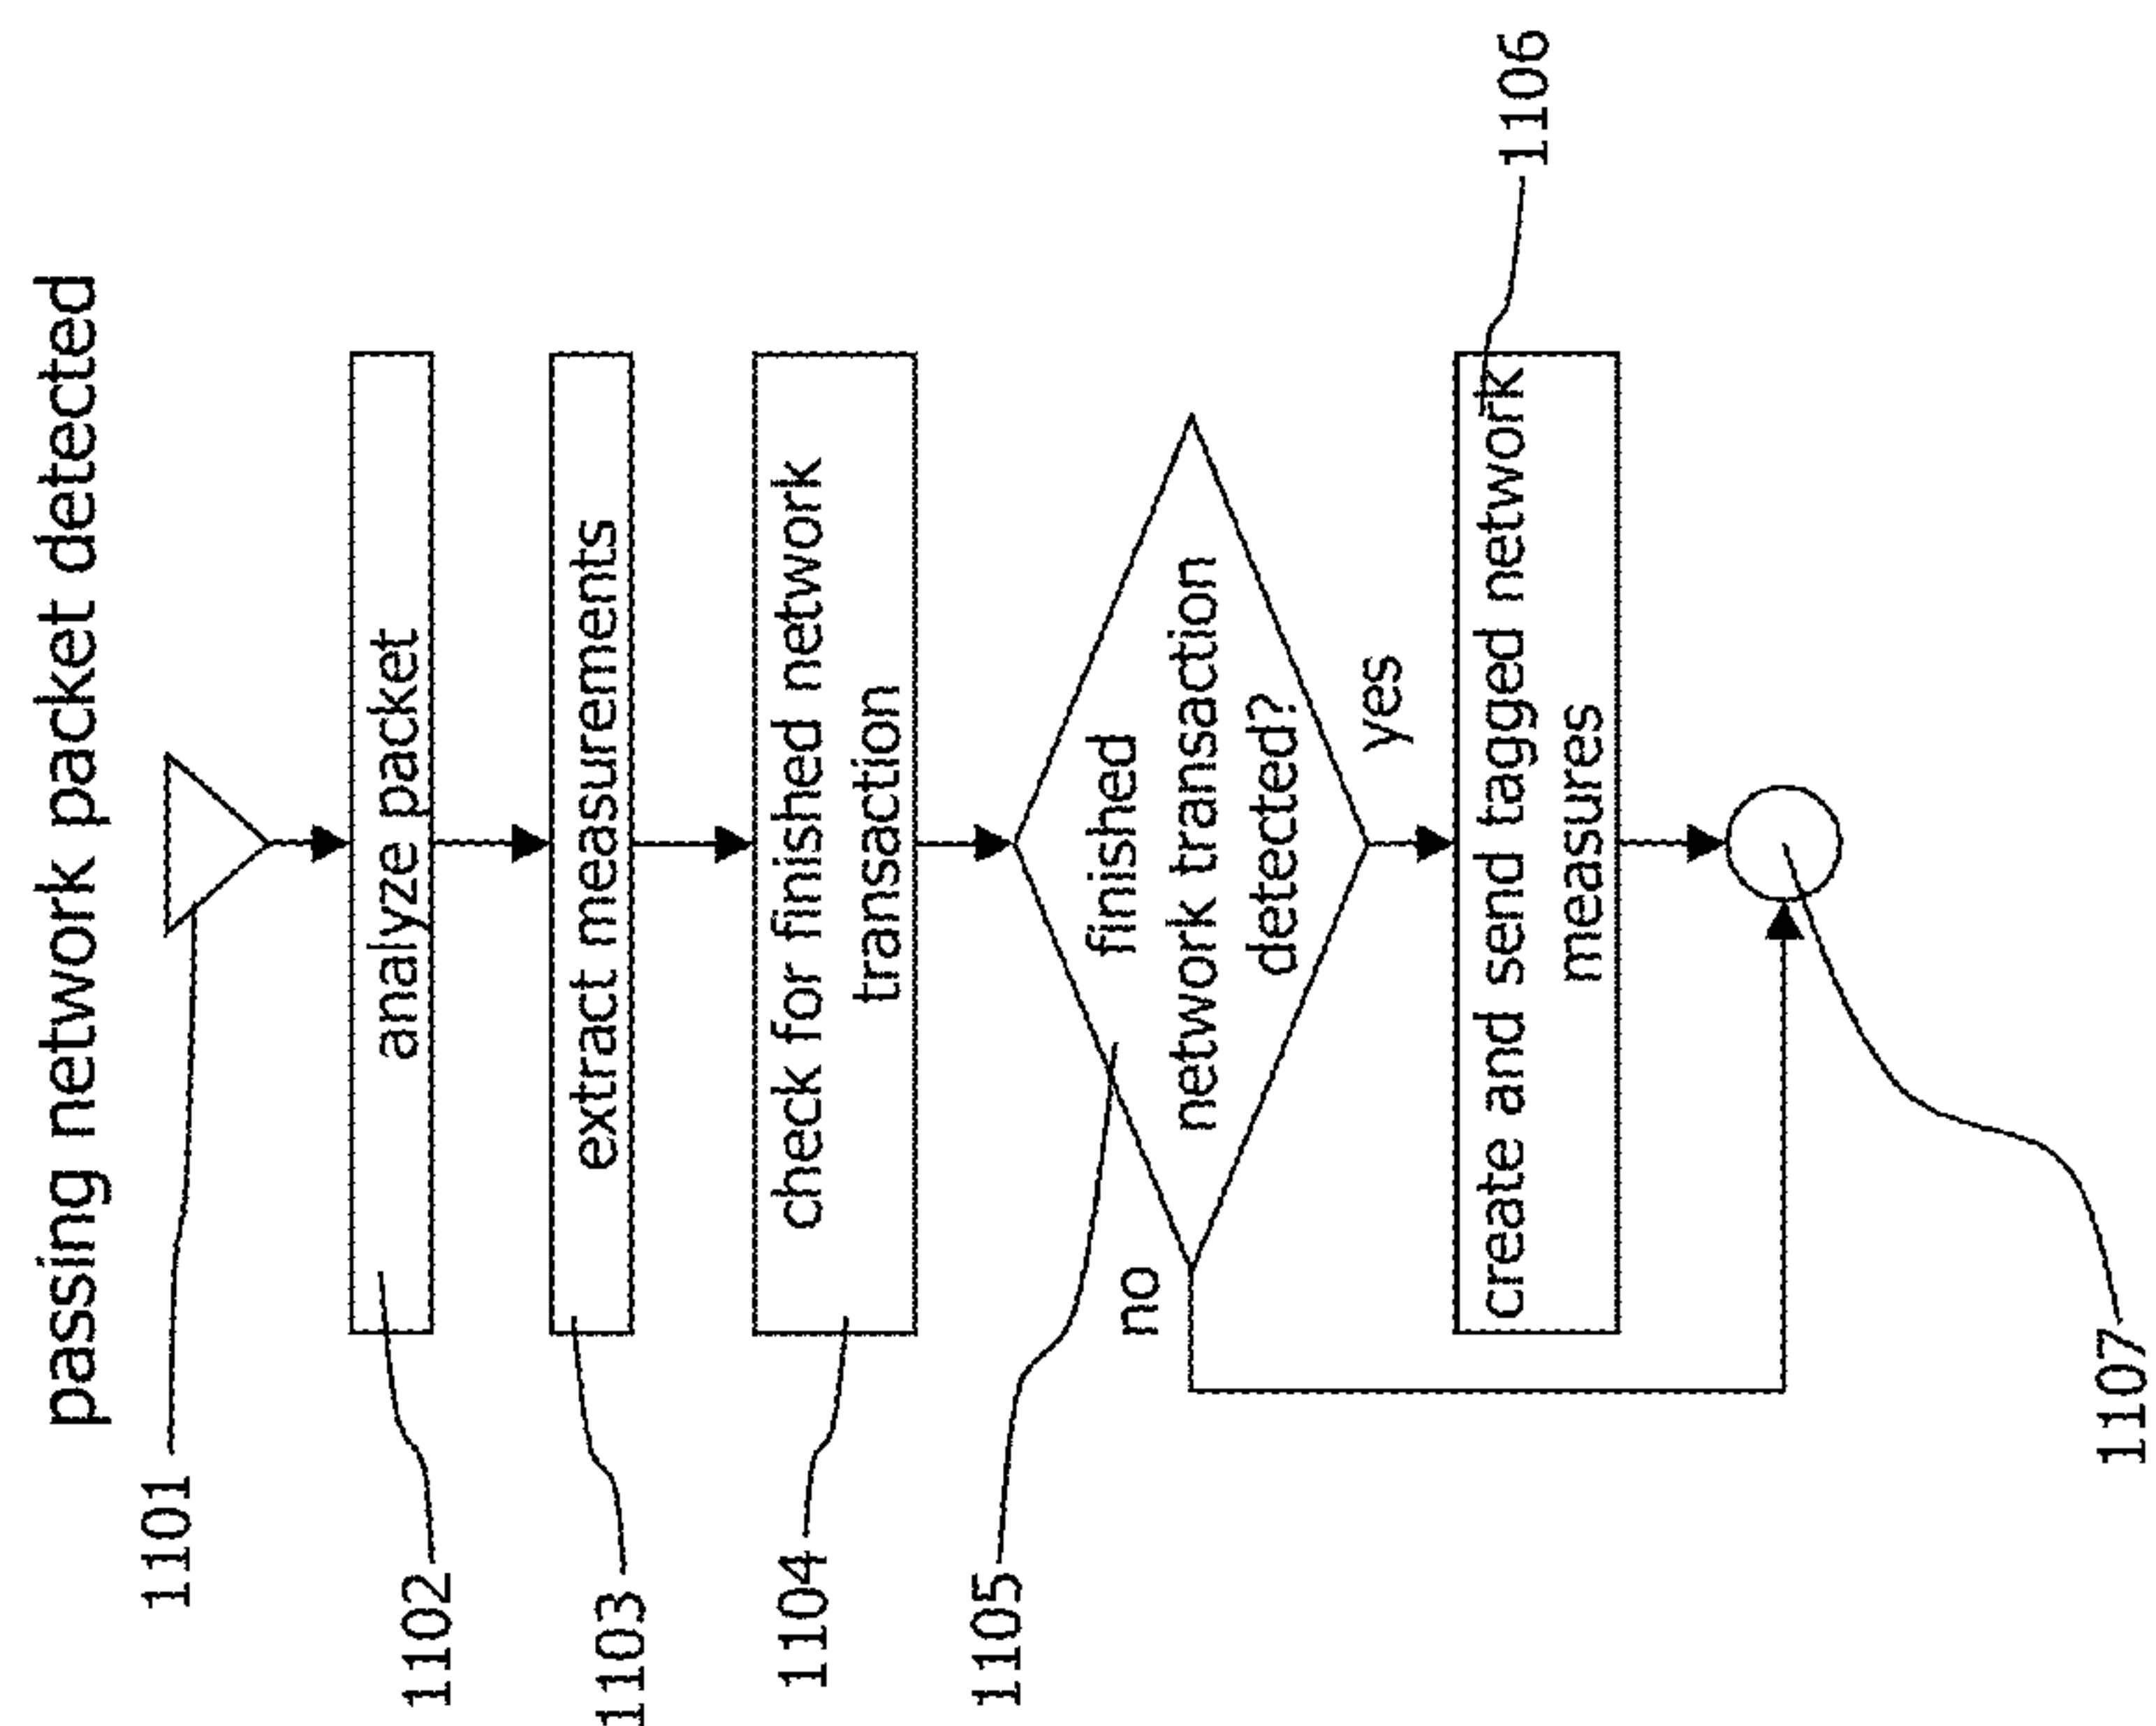 passing network packet detected
1101
analyze packet
1102
extract measurements
1103
check for finished network
transaction
1104
finished
network transaction
detected?
1105
no
yes
create and send tagged network
measures
1106
1107